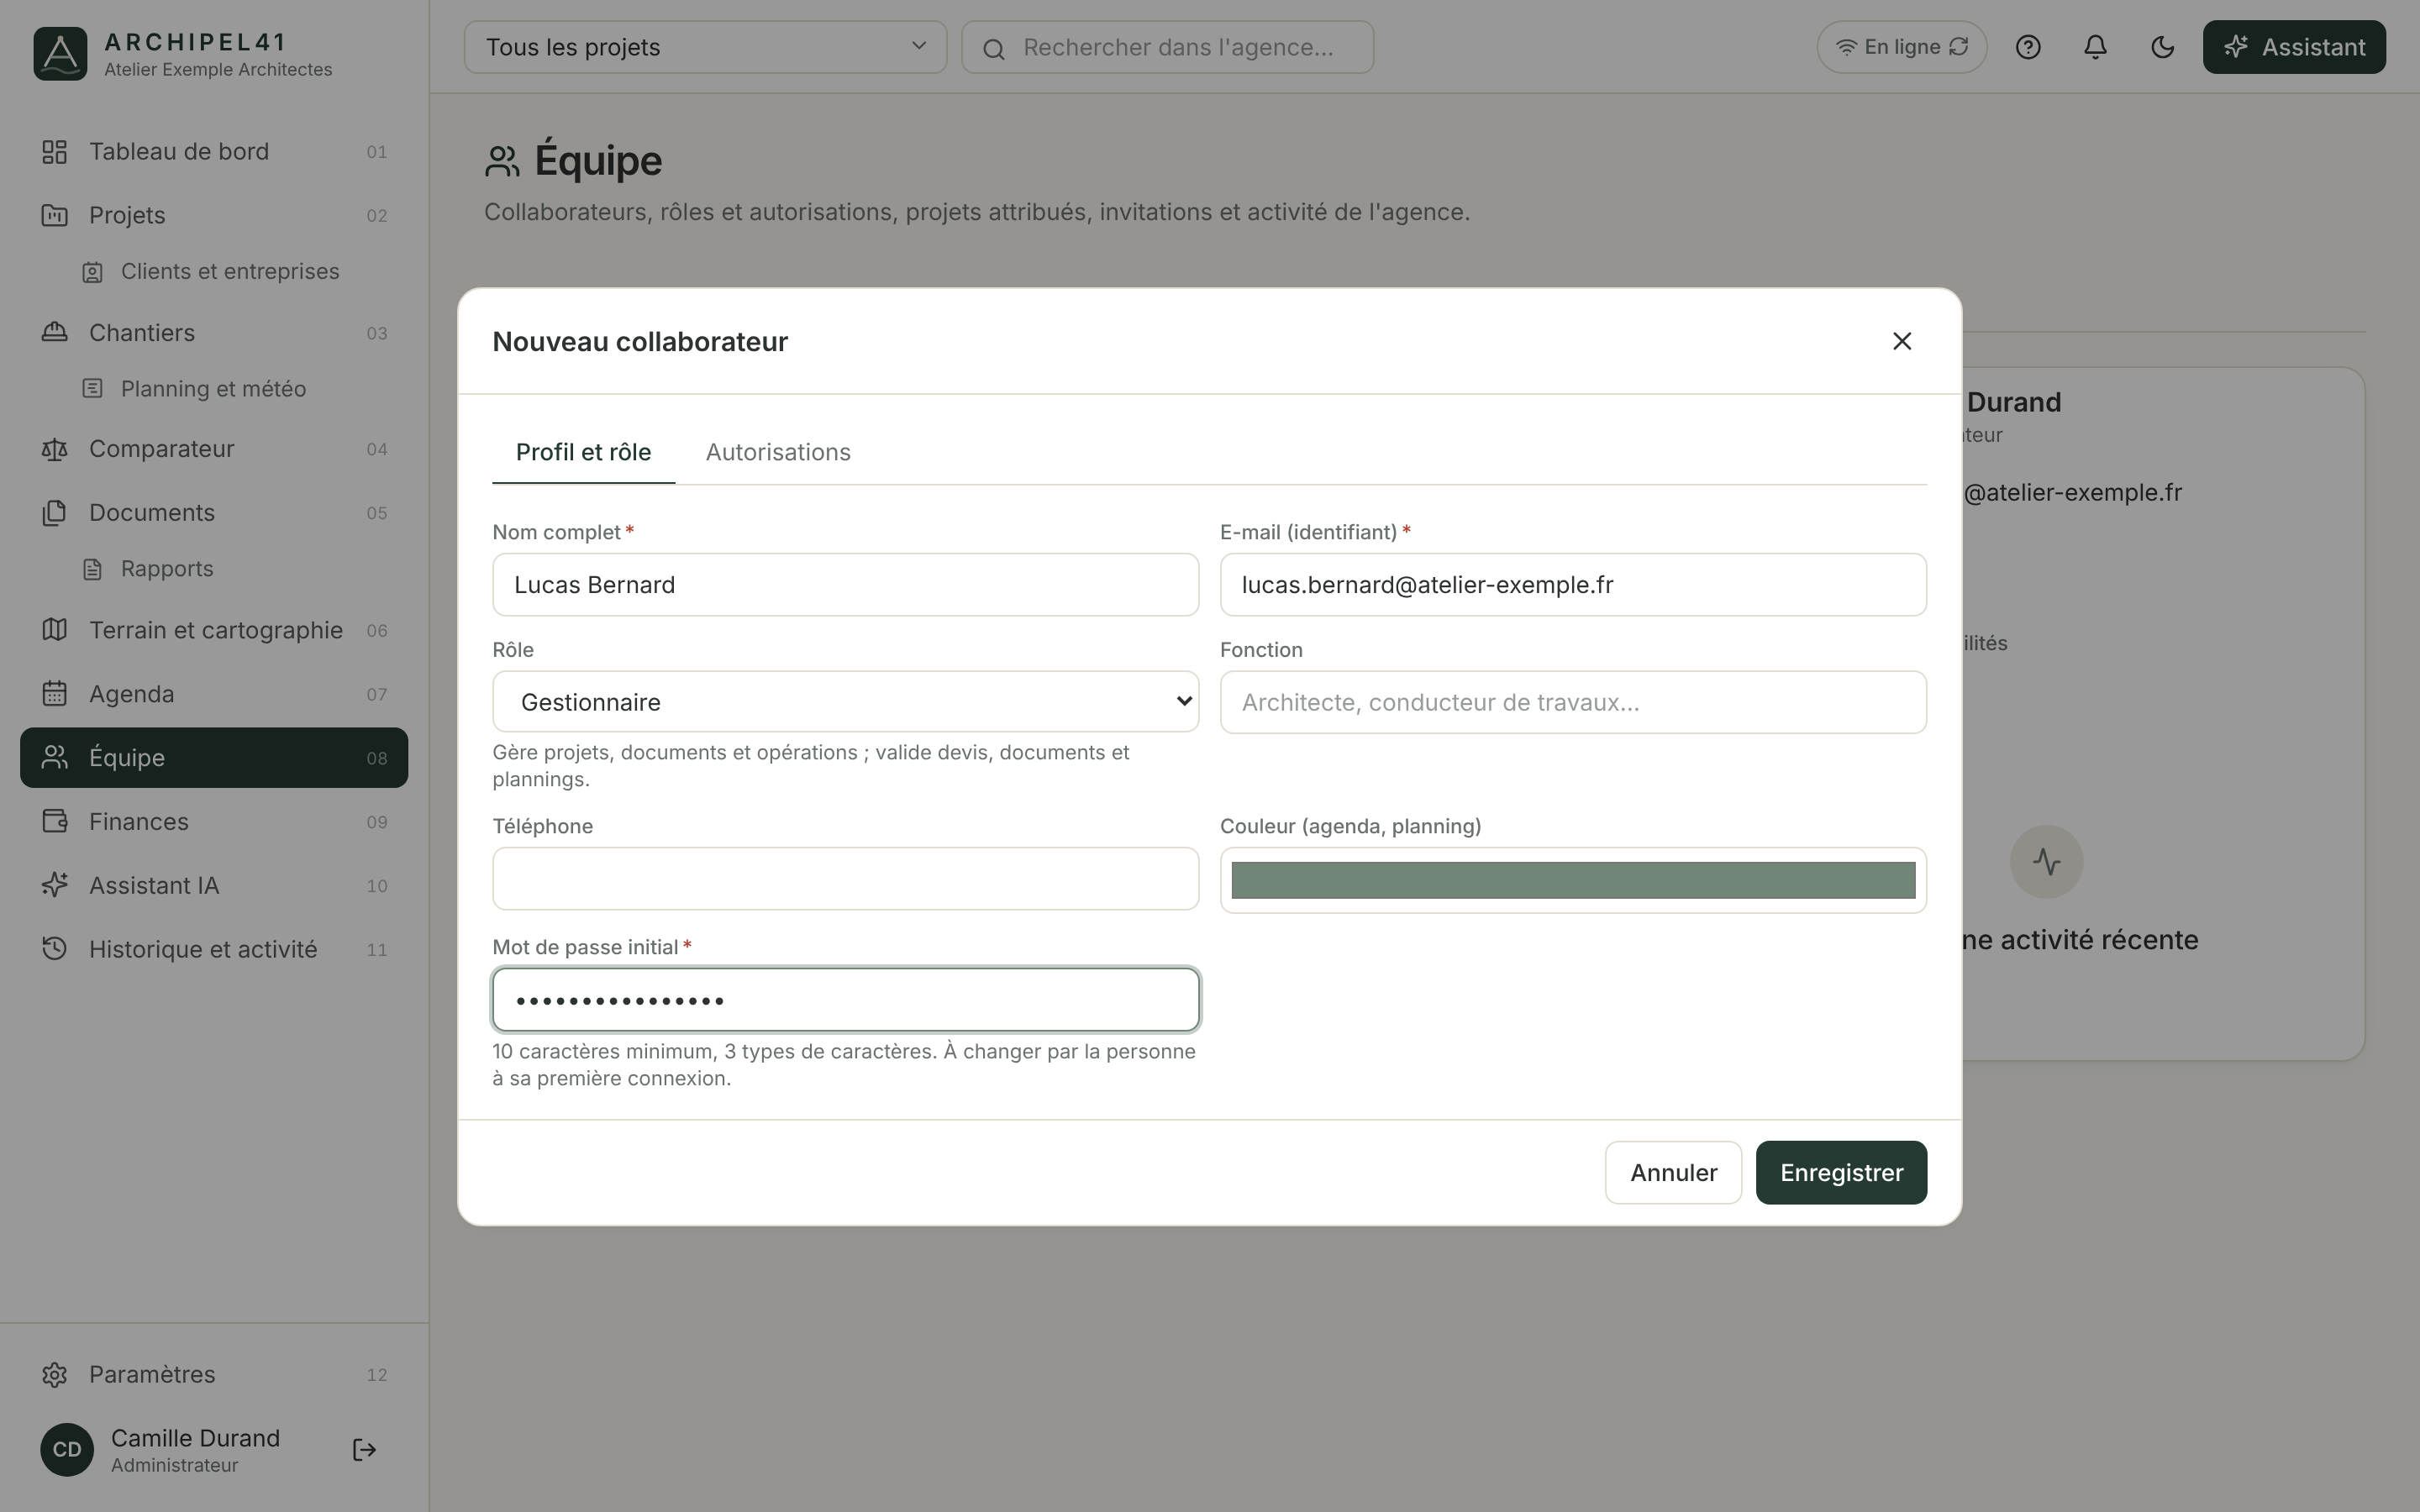 ARCHIPEL41
Atelier Exemple Architectes
Tableau de bord 01
Projets 02
Clients et entreprises
Chantiers 03
Planning et météo
Comparateur 04
Documents 05
Rapports
Terrain et cartographie 06
Agenda 07
Équipe 08
Finances 09
Assistant IA 10
Historique et activité 11
Paramètres 12
CD
Camille Durand
Administrateur
Tous les projets
Rechercher dans l'agence...
En ligne
Assistant
Équipe
Collaborateurs, rôles et autorisations, projets attribués, invitations et activité de l'agence.
Nouveau collaborateur
Profil et rôle
Autorisations
Nom complet *
Lucas Bernard
E-mail (identifiant) *
lucas.bernard@atelier-exemple.fr
Rôle
Gestionnaire
Gère projets, documents et opérations ; valide devis, documents et
plannings.
Fonction
Architecte, conducteur de travaux...
Téléphone
Couleur (agenda, planning)
Mot de passe initial *
••••••••••••••••
10 caractères minimum, 3 types de caractères. À changer par la personne
à sa première connexion.
Annuler
Enregistrer
Durand
@atelier-exemple.fr
activité récente